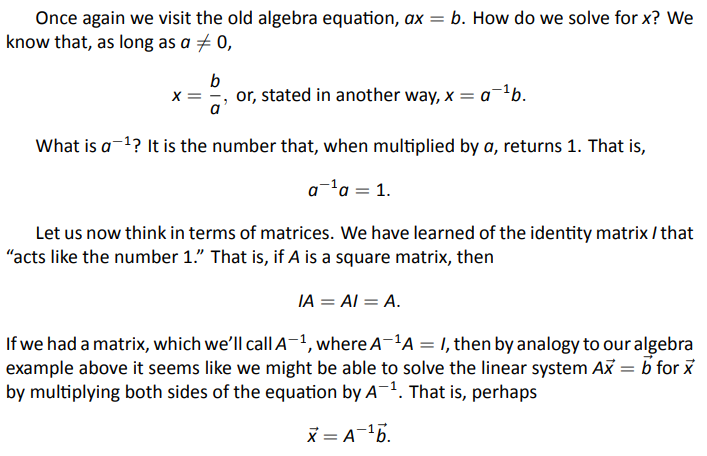 Once again we visit the old algebra equation, ax = b. How do we solve for x? We
know that, as long as a ≠ 0,
x = b/a, or, stated in another way, x = a⁻¹b.
What is a⁻¹? It is the number that, when multiplied by a, returns 1. That is,
a⁻¹a = 1.
Let us now think in terms of matrices. We have learned of the identity matrix I that
“acts like the number 1.” That is, if A is a square matrix, then
IA = AI = A.
If we had a matrix, which we’ll call A⁻¹, where A⁻¹A = I, then by analogy to our algebra
example above it seems like we might be able to solve the linear system Ax⃗ = b⃗ for x⃗
by multiplying both sides of the equation by A⁻¹. That is, perhaps
x⃗ = A⁻¹b⃗.